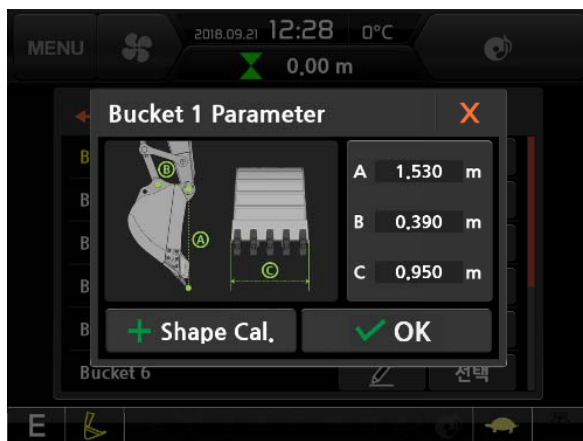 MENU
2018.09.21 12:28 0°C
0.00 m
Bucket 1 Parameter X
B
A 1.530 m
B 0.390 m
C 0.950 m
A
C
B
B
B
B
B
+ Shape Cal.
OK
Bucket 6 선택
E